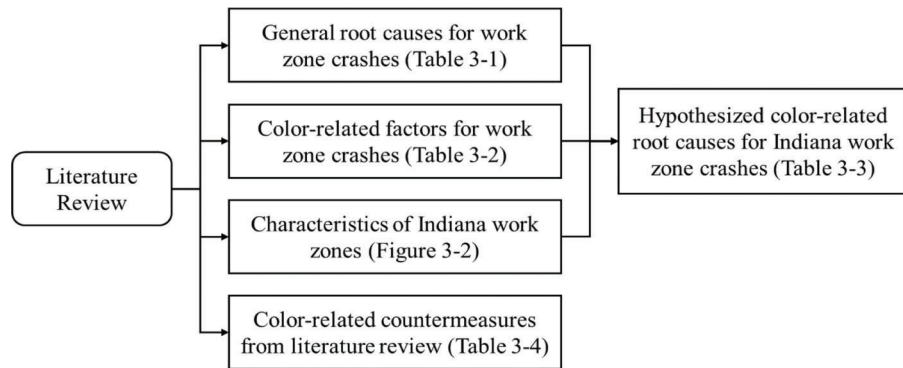 General root causes for work
zone crashes (Table 3-1)
Color-related factors for work
zone crashes (Table 3-2)
Hypothesized color-related
root causes for Indiana work
zone crashes (Table 3-3)
Literature
Review
Characteristics of Indiana work
zones (Figure 3-2)
Color-related countermeasures
from literature review (Table 3-4)